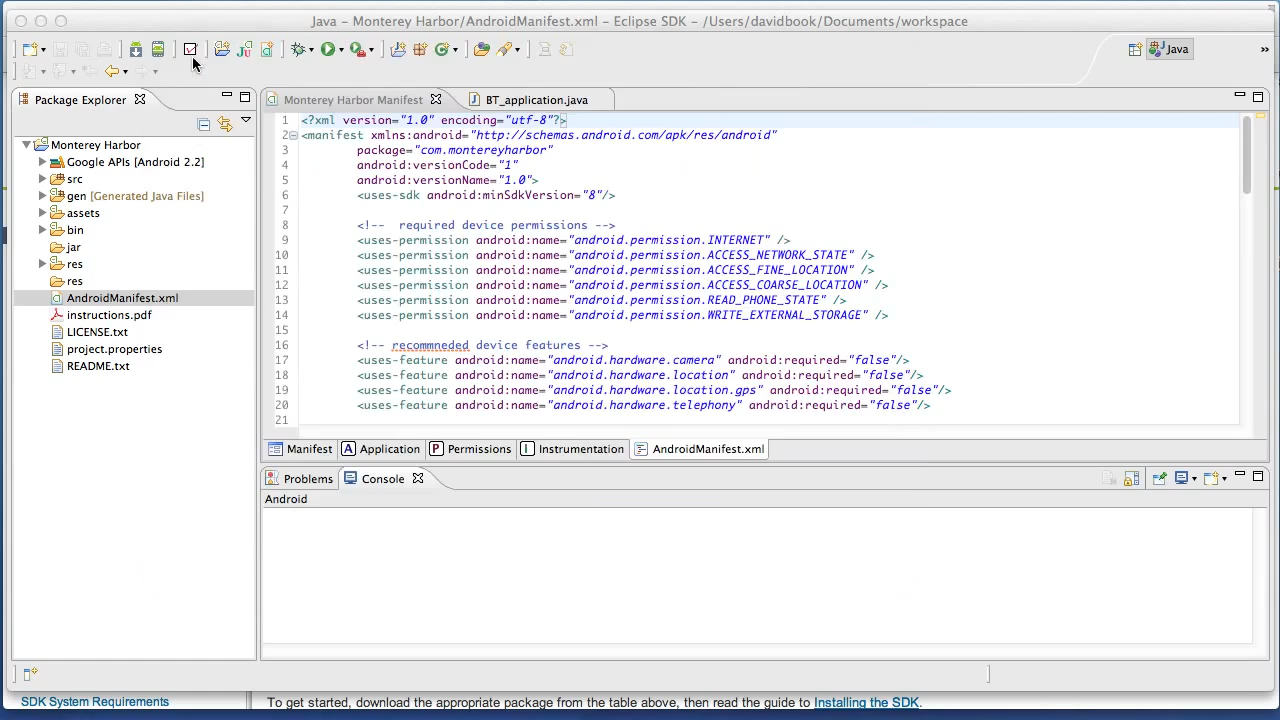 Java – Monterey Harbor/AndroidManifest.xml – Eclipse SDK – /Users/davidbook/Documents/workspace
Java
»
Package Explorer
Monterey Harbor
Google APIs [Android 2.2]
src
gen [Generated Java Files]
assets
bin
jar
res
res
AndroidManifest.xml
instructions.pdf
LICENSE.txt
project.properties
README.txt
Monterey Harbor Manifest
BT_application.java
1 <?xml version="1.0" encoding="utf-8"?>
2 <manifest xmlns:android="http://schemas.android.com/apk/res/android"
3 package="com.montereyharbor"
4 android:versionCode="1"
5 android:versionName="1.0">
6 <uses-sdk android:minSdkVersion="8"/>
7
8 <!-- required device permissions -->
9 <uses-permission android:name="android.permission.INTERNET" />
10 <uses-permission android:name="android.permission.ACCESS_NETWORK_STATE" />
11 <uses-permission android:name="android.permission.ACCESS_FINE_LOCATION" />
12 <uses-permission android:name="android.permission.ACCESS_COARSE_LOCATION" />
13 <uses-permission android:name="android.permission.READ_PHONE_STATE" />
14 <uses-permission android:name="android.permission.WRITE_EXTERNAL_STORAGE" />
15
16 <!-- recommneded device features -->
17 <uses-feature android:name="android.hardware.camera" android:required="false"/>
18 <uses-feature android:name="android.hardware.location" android:required="false"/>
19 <uses-feature android:name="android.hardware.location.gps" android:required="false"/>
20 <uses-feature android:name="android.hardware.telephony" android:required="false"/>
21
Manifest
A Application
P Permissions
I Instrumentation
AndroidManifest.xml
Problems
Console
Android
SDK System Requirements
To get started, download the appropriate package from the table above, then read the guide to Installing the SDK.